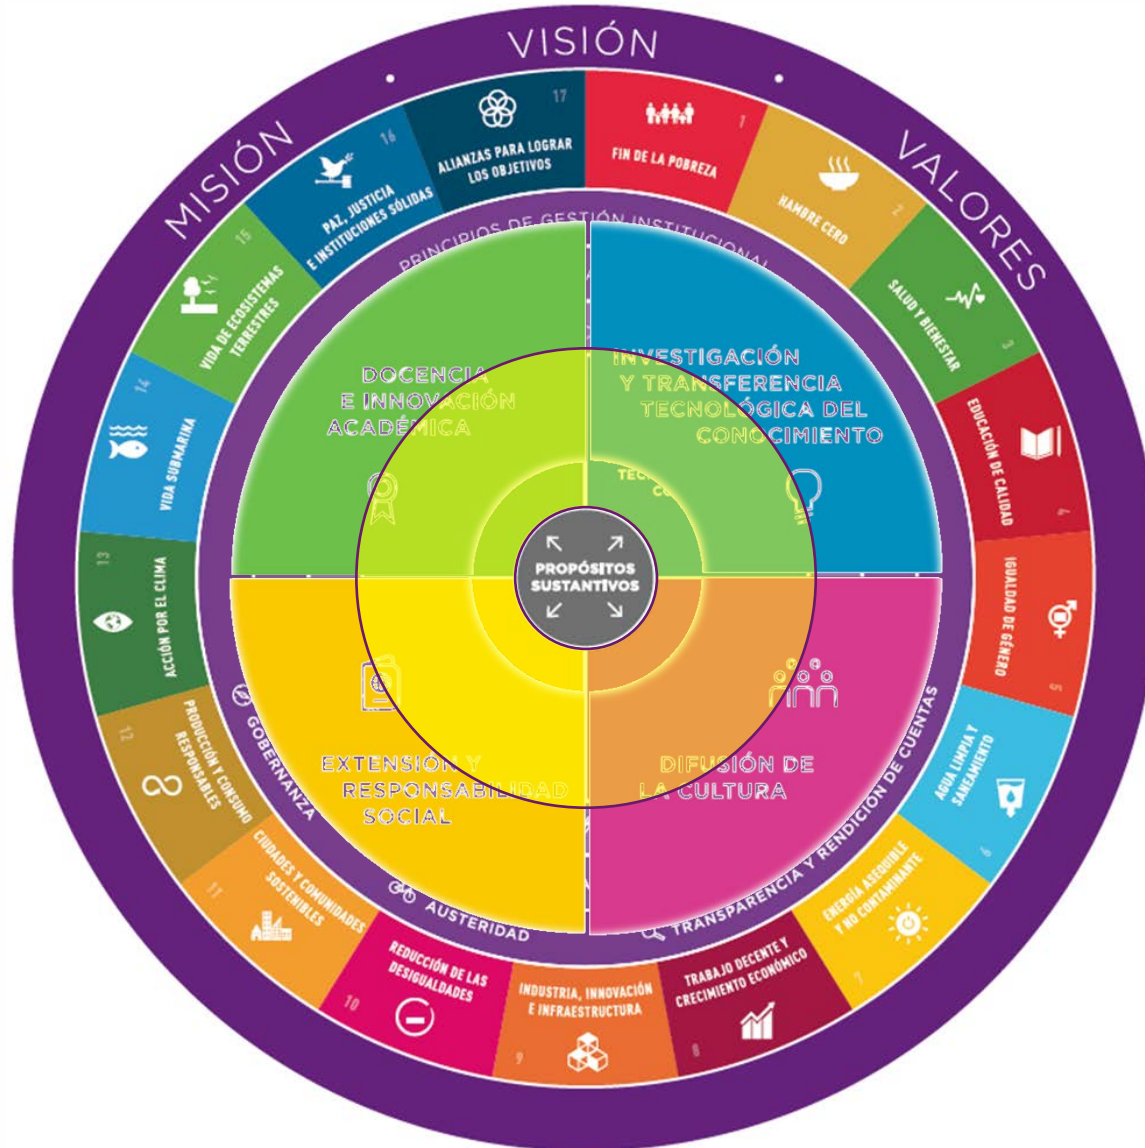 VISIÓN
MISIÓN
VALORES
1
FIN DE LA POBREZA
2
HAMBRE CERO
3
SALUD Y BIENESTAR
4
EDUCACIÓN DE CALIDAD
5
IGUALDAD DE GÉNERO
6
AGUA LIMPIA Y
SANEAMIENTO
7
ENERGÍA ASEQUIBLE
Y NO CONTAMINANTE
8
TRABAJO DECENTE Y
CRECIMIENTO ECONÓMICO
9
INDUSTRIA, INNOVACIÓN
E INFRAESTRUCTURA
10
REDUCCIÓN DE LAS
DESIGUALDADES
11
CIUDADES Y COMUNIDADES
SOSTENIBLES
12
PRODUCCIÓN Y CONSUMO
RESPONSABLES
13
ACCIÓN POR EL CLIMA
14
VIDA SUBMARINA
15
VIDA DE ECOSISTEMAS
TERRESTRES
16
PAZ, JUSTICIA
E INSTITUCIONES SÓLIDAS
17
ALIANZAS PARA LOGRAR
LOS OBJETIVOS
PRINCIPIOS DE GESTIÓN INSTITUCIONAL
GOBERNANZA
AUSTERIDAD
TRANSPARENCIA Y RENDICIÓN DE CUENTAS
DOCENCIA
E INNOVACIÓN
ACADÉMICA
INVESTIGACIÓN
Y TRANSFERENCIA
TECNOLÓGICA DEL
CONOCIMIENTO
PROPÓSITOS
SUSTANTIVOS
EXTENSIÓN Y
RESPONSABILIDAD
SOCIAL
DIFUSIÓN DE
LA CULTURA